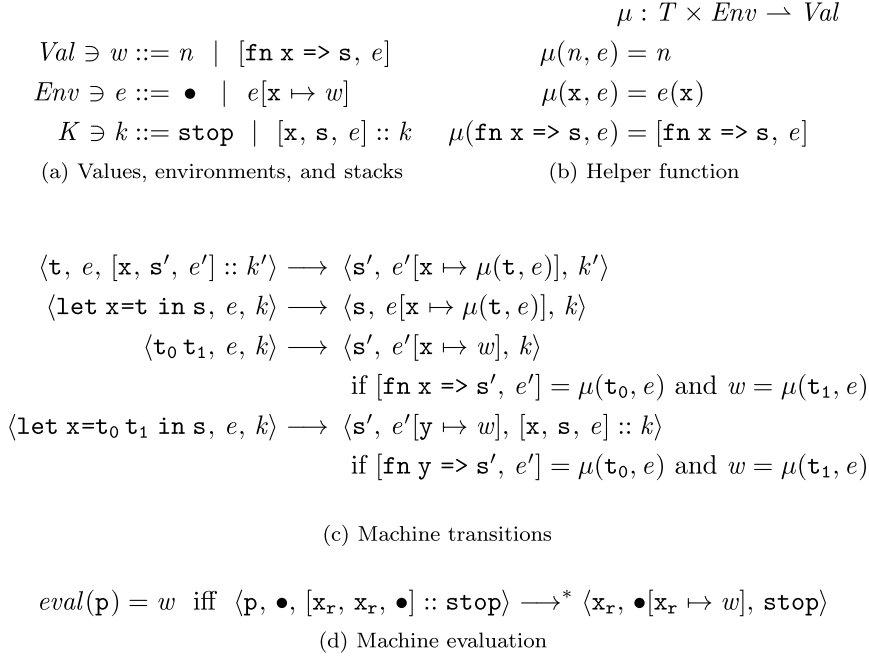 μ : T × Env ⇀ Val
Val ∋ w ::= n | [fn x => s, e]
μ(n, e) = n
Env ∋ e ::= • | e[x ↦ w]
μ(x, e) = e(x)
K ∋ k ::= stop | [x, s, e] :: k
μ(fn x => s, e) = [fn x => s, e]
(a) Values, environments, and stacks
(b) Helper function
⟨t, e, [x, s′, e′] :: k′⟩ ⟶ ⟨s′, e′[x ↦ μ(t, e)], k′⟩
⟨let x=t in s, e, k⟩ ⟶ ⟨s, e[x ↦ μ(t, e)], k⟩
⟨t₀ t₁, e, k⟩ ⟶ ⟨s′, e′[x ↦ w], k⟩
if [fn x => s′, e′] = μ(t₀, e) and w = μ(t₁, e)
⟨let x=t₀ t₁ in s, e, k⟩ ⟶ ⟨s′, e′[y ↦ w], [x, s, e] :: k⟩
if [fn y => s′, e′] = μ(t₀, e) and w = μ(t₁, e)
(c) Machine transitions
eval(p) = w iff ⟨p, •, [xᵣ, xᵣ, •] :: stop⟩ ⟶* ⟨xᵣ, •[xᵣ ↦ w], stop⟩
(d) Machine evaluation